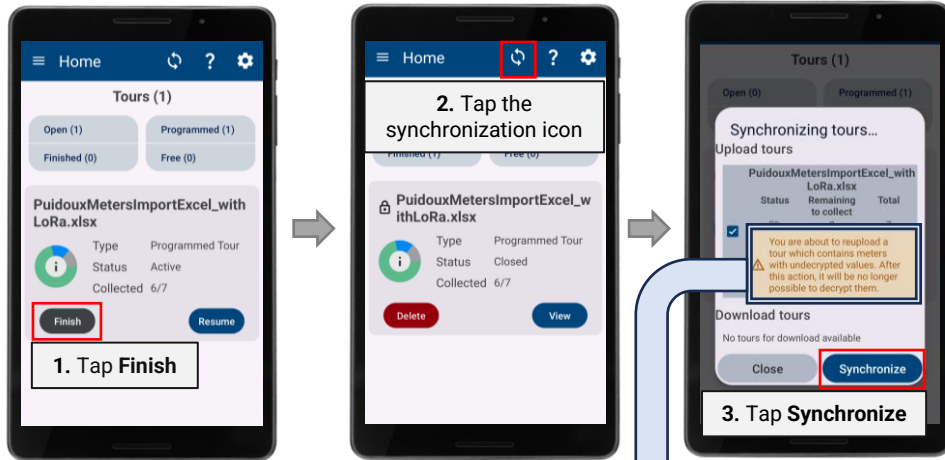 Home
?
Tours (1)
Open (1)
Programmed (1)
Finished (0)
Free (0)
PuidouxMetersImportExcel_with
LoRa.xlsx
i
Type
Programmed Tour
Status
Active
Collected
6/7
Finish
Resume
1. Tap Finish
Home
?
2. Tap the
synchronization icon
Finished (1)
Free (0)
PuidouxMetersImportExcel_w
ithLoRa.xlsx
i
Type
Programmed Tour
Status
Closed
Collected
6/7
Delete
View
Tours (1)
Open (0)
Programmed (1)
Synchronizing tours...
Upload tours
PuidouxMetersImportExcel_with
LoRa.xlsx
Status
Remaining
to collect
Total
You are about to reupload a
tour which contains meters
with undecrypted values. After
this action, it will be no longer
possible to decrypt them.
Download tours
No tours for download available
Close
Synchronize
3. Tap Synchronize